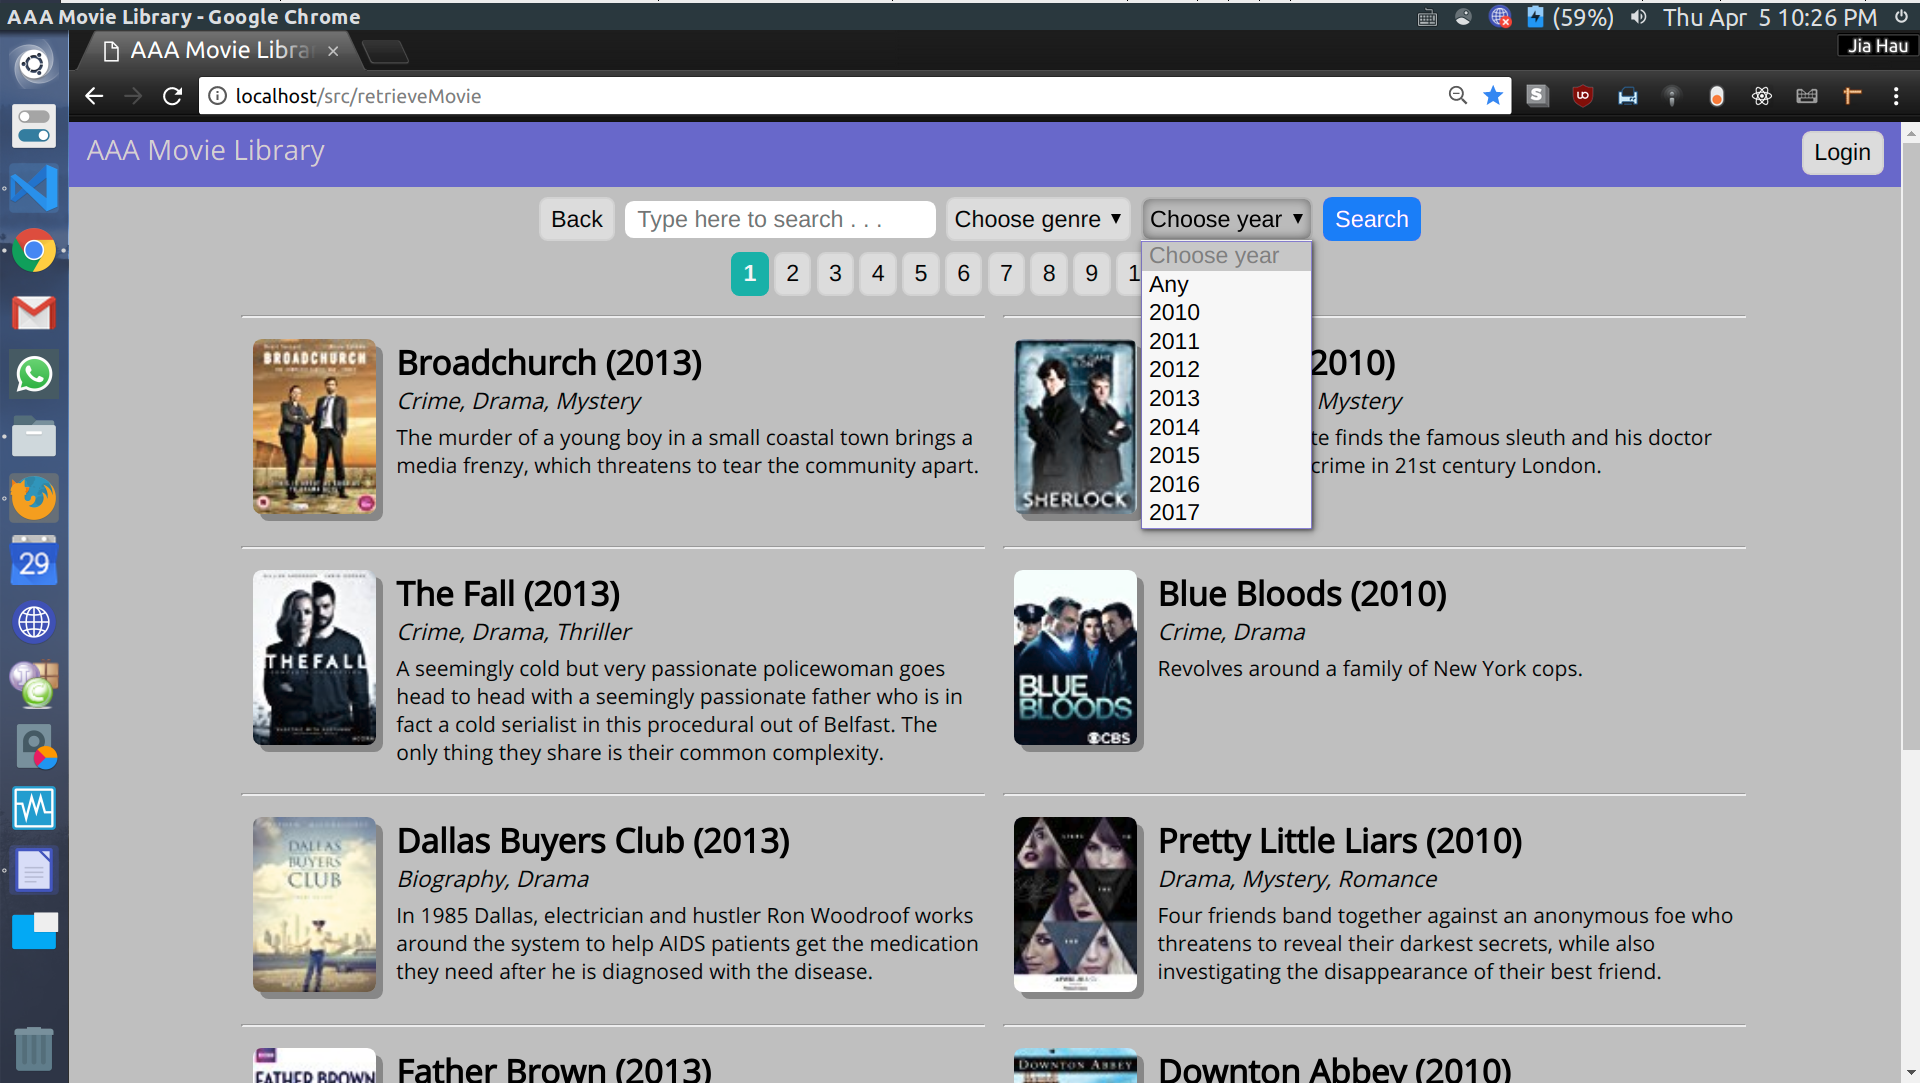 AAA Movie Library - Google Chrome
(59%) Thu Apr 5 10:26 PM
AAA Movie Libra
Jia Hau
localhost/src/retrieveMovie
AAA Movie Library
Login
Back
Type here to search . . .
Choose genre
Choose year
Search
Choose year
Any
2010
2011
2012
2013
2014
2015
2016
2017
1 2 3 4 5 6 7 8 9 1
BROADCHURCH
Broadchurch (2013)
Crime, Drama, Mystery
The murder of a young boy in a small coastal town brings a
media frenzy, which threatens to tear the community apart.
SHERLOCK
2010)
Mystery
te finds the famous sleuth and his doctor
crime in 21st century London.
THE FALL
The Fall (2013)
Crime, Drama, Thriller
A seemingly cold but very passionate policewoman goes
head to head with a seemingly passionate father who is in
fact a cold serialist in this procedural out of Belfast. The
only thing they share is their common complexity.
BLUE
BLOODS
CBS
Blue Bloods (2010)
Crime, Drama
Revolves around a family of New York cops.
DALLAS
BUYERS
CLUB
Dallas Buyers Club (2013)
Biography, Drama
In 1985 Dallas, electrician and hustler Ron Woodroof works
around the system to help AIDS patients get the medication
they need after he is diagnosed with the disease.
Pretty Little Liars (2010)
Drama, Mystery, Romance
Four friends band together against an anonymous foe who
threatens to reveal their darkest secrets, while also
investigating the disappearance of their best friend.
FATHER BROWN
Father Brown (2013)
DOWNTON ABBEY
Downton Abbey (2010)
29